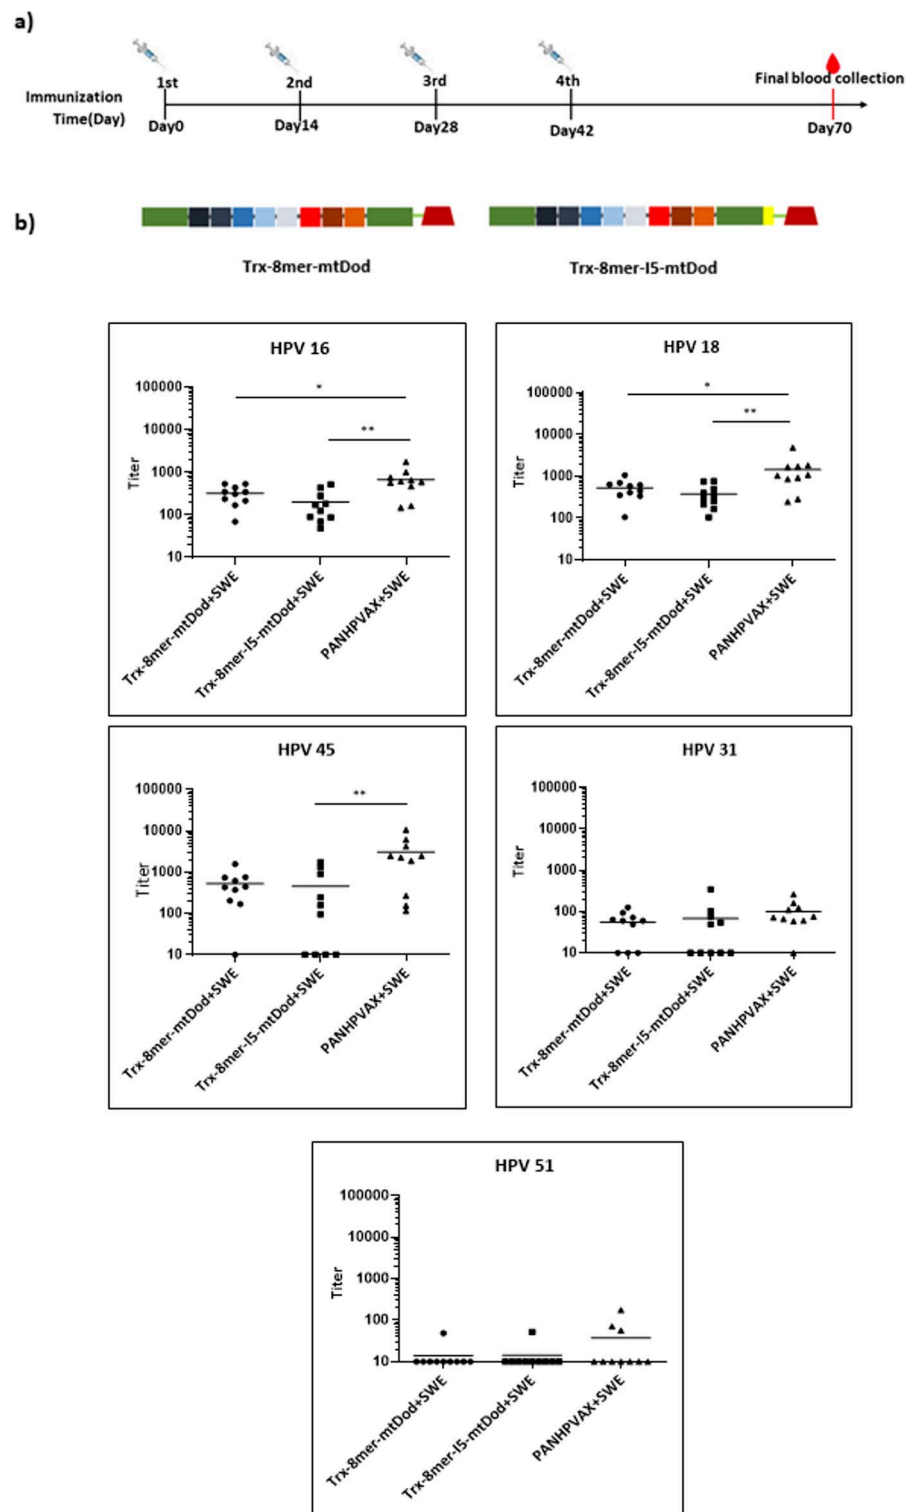 a)
1st 2nd 3rd 4th Final blood collection
Immunization
Time(Day)
Day0 Day14 Day28 Day42 Day70
b)
Trx-8mer-mtDod Trx-8mer-I5-mtDod
HPV 16
100000
10000
1000
100
10
Titer
*
**
Trx-8mer-mtDod+SWE
Trx-8mer-I5-mtDod+SWE
PANHPVAX+SWE
HPV 18
100000
10000
1000
100
10
Titer
*
**
Trx-8mer-mtDod+SWE
Trx-8mer-I5-mtDod+SWE
PANHPVAX+SWE
HPV 45
100000
10000
1000
100
10
Titer
**
Trx-8mer-mtDod+SWE
Trx-8mer-I5-mtDod+SWE
PANHPVAX+SWE
HPV 31
100000
10000
1000
100
10
Titer
Trx-8mer-mtDod+SWE
Trx-8mer-I5-mtDod+SWE
PANHPVAX+SWE
HPV 51
100000
10000
1000
100
10
Titer
Trx-8mer-mtDod+SWE
Trx-8mer-I5-mtDod+SWE
PANHPVAX+SWE